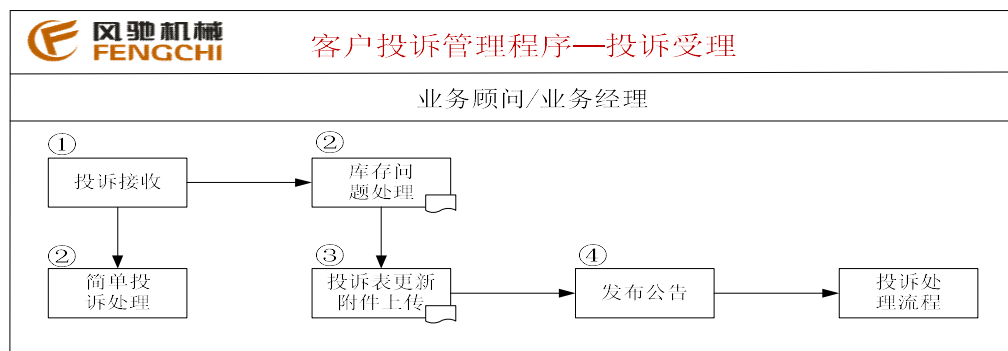 风驰机械
FENGCHI
客户投诉管理程序—投诉受理
业务顾问/业务经理
①
投诉接收
②
库存问
题处理
②
简单投
诉处理
③
投诉表更新
附件上传
④
发布公告
投诉处
理流程